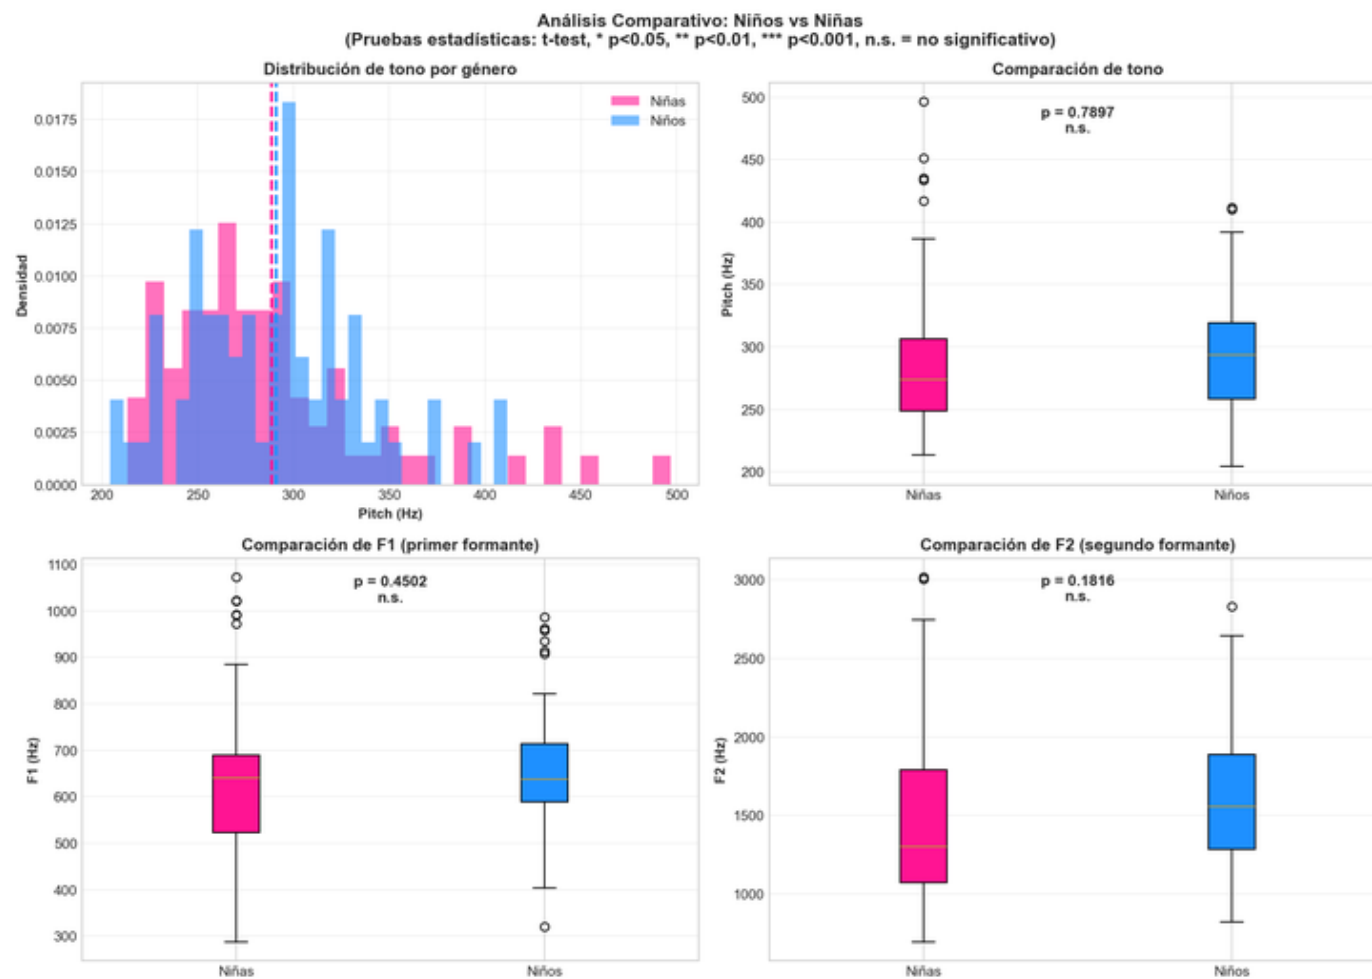 Análisis Comparativo: Niños vs Niñas
(Pruebas estadísticas: t-test, * p<0.05, ** p<0.01, *** p<0.001, n.s. = no significativo)
Distribución de tono por género
Niñas
Niños
0.0175
0.0150
0.0125
0.0100
0.0075
0.0050
0.0025
0.0000
Densidad
200 250 300 350 400 450 500
Pitch (Hz)
Comparación de tono
p = 0.7897
n.s.
500
450
400
350
300
250
200
Pitch (Hz)
Niñas Niños
Comparación de F1 (primer formante)
p = 0.4502
n.s.
1100
1000
900
800
700
600
500
400
300
F1 (Hz)
Niñas Niños
Comparación de F2 (segundo formante)
p = 0.1816
n.s.
3000
2500
2000
1500
1000
F2 (Hz)
Niñas Niños